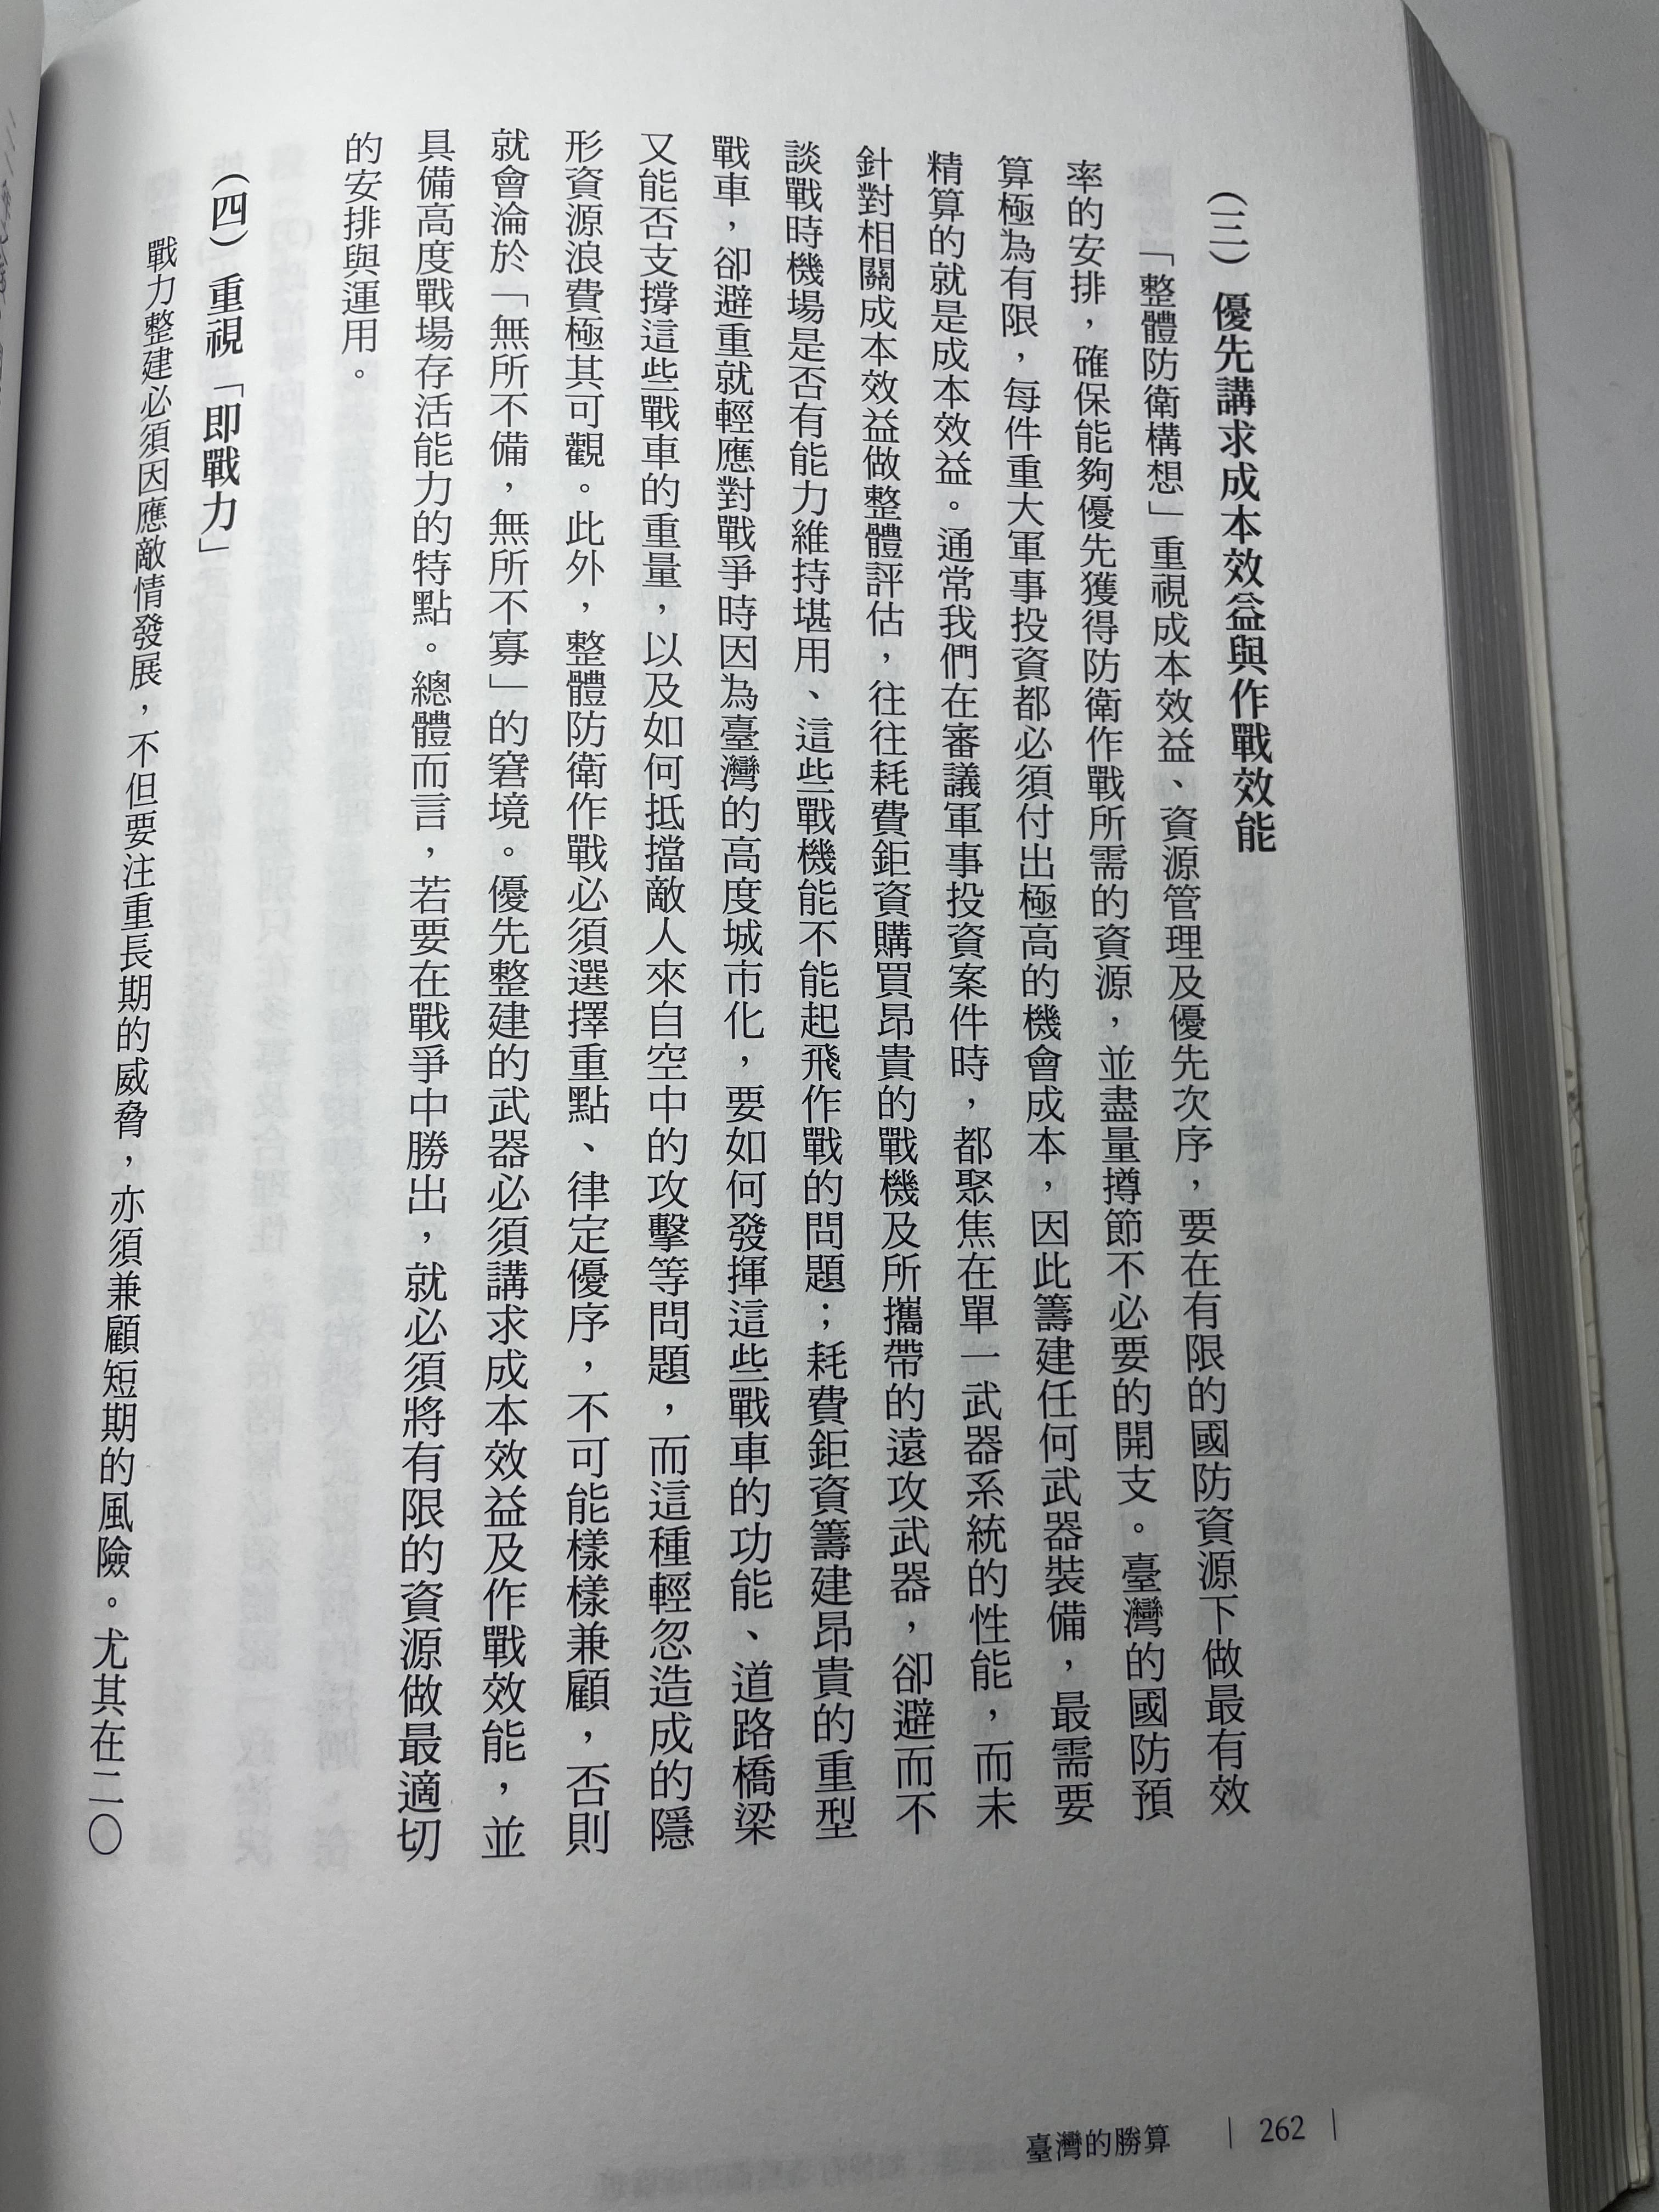 （三）優先講求成本效益與作戰效能
「整體防衛構想」重視成本效益、資源管理及優先次序，要在有限的國防資源下做最有效
率的安排，確保能夠優先獲得防衛作戰所需的資源，並盡量撙節不必要的開支。臺灣的國防預
算極為有限，每件重大軍事投資都必須付出極高的機會成本，因此籌建任何武器裝備，最需要
精算的就是成本效益。通常我們在審議軍事投資案件時，都聚焦在單一武器系統的性能，而未
針對相關成本效益做整體評估，往往耗費鉅資購買昂貴的戰機及所攜帶的遠攻武器，卻避而不
談戰時機場是否有能力維持堪用、這些戰機能不能起飛作戰的問題；耗費鉅資籌建昂貴的重型
戰車，卻避重就輕應對戰爭時因為臺灣的高度城市化，要如何發揮這些戰車的功能、道路橋梁
又能否支撐這些戰車的重量，以及如何抵擋敵人來自空中的攻擊等問題，而這種輕忽造成的隱
形資源浪費極其可觀。此外，整體防衛作戰必須選擇重點、律定優序，不可能樣樣兼顧，否則
就會淪於「無所不備，無所不寡」的窘境。優先整建的武器必須講求成本效益及作戰效能，並
具備高度戰場存活能力的特點。總體而言，若要在戰爭中勝出，就必須將有限的資源做最適切
的安排與運用。
（四）重視「即戰力」
戰力整建必須因應敵情發展，不但要注重長期的威脅，亦須兼顧短期的風險。尤其在二〇
臺灣的勝算 | 262 |